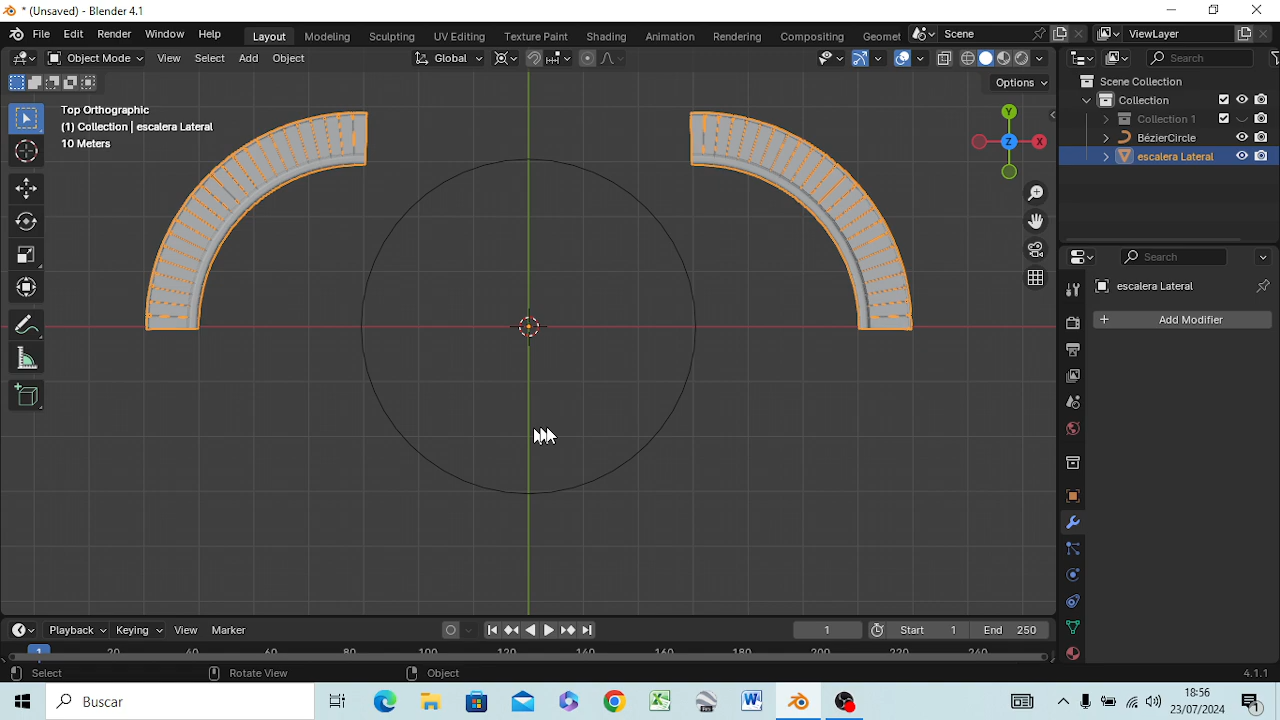 * (Unsaved) - Blender 4.1
File Edit Render Window Help Layout Modeling Sculpting UV Editing Texture Paint Shading Animation Rendering Compositing Geomet Scene ViewLayer
Object Mode View Select Add Object Global Search
Options
Top Orthographic
(1) Collection | escalera Lateral
10 Meters
Y
X
Z
Scene Collection
Collection
Collection 1
BézierCircle
escalera Lateral
Search
escalera Lateral
Add Modifier
Playback Keying View Marker 1 Start 1 End 250
1 20 40 60 80 100 120 140 160 180 200 220 240
Select Rotate View Object 4.1.1
Buscar
18:56
23/07/2024
1